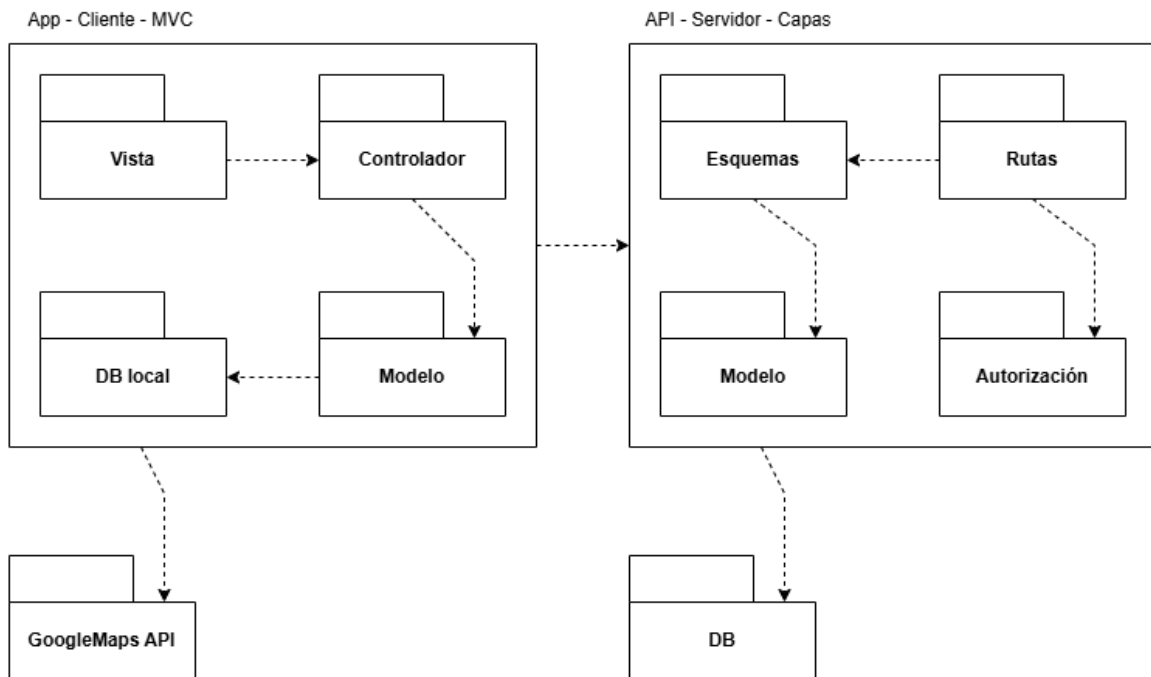 App - Cliente - MVC
API - Servidor - Capas
Vista
Controlador
Esquemas
Rutas
DB local
Modelo
Modelo
Autorización
GoogleMaps API
DB